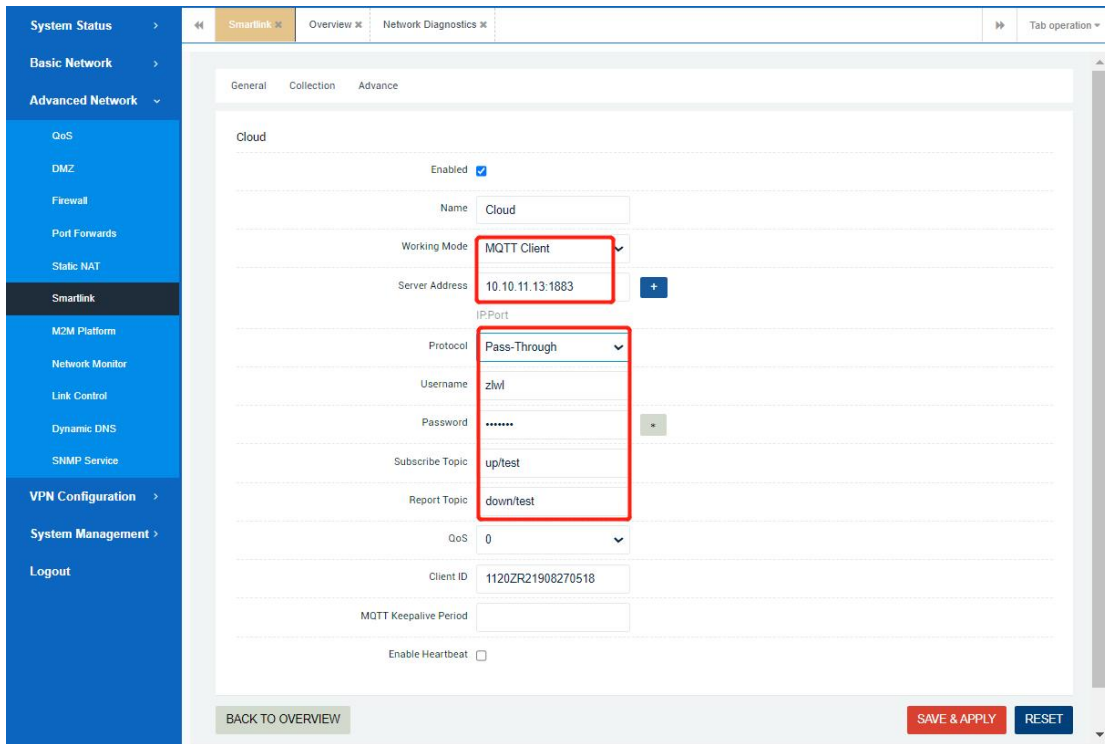 System Status
Smartlink
Overview
Network Diagnostics
Tab operation
Basic Network
Advanced Network
QoS
DMZ
Firewall
Port Forwards
Static NAT
Smartlink
M2M Platform
Network Monitor
Link Control
Dynamic DNS
SNMP Service
VPN Configuration
System Management
Logout
General Collection Advance
Cloud
Enabled
Name Cloud
Working Mode MQTT Client
Server Address 10.10.11.13:1883 +
IP:Port
Protocol Pass-Through
Username zlwl
Password ••••••• *
Subscribe Topic up/test
Report Topic down/test
QoS 0
Client ID 1120ZR21908270518
MQTT Keepalive Period
Enable Heartbeat
BACK TO OVERVIEW SAVE & APPLY RESET